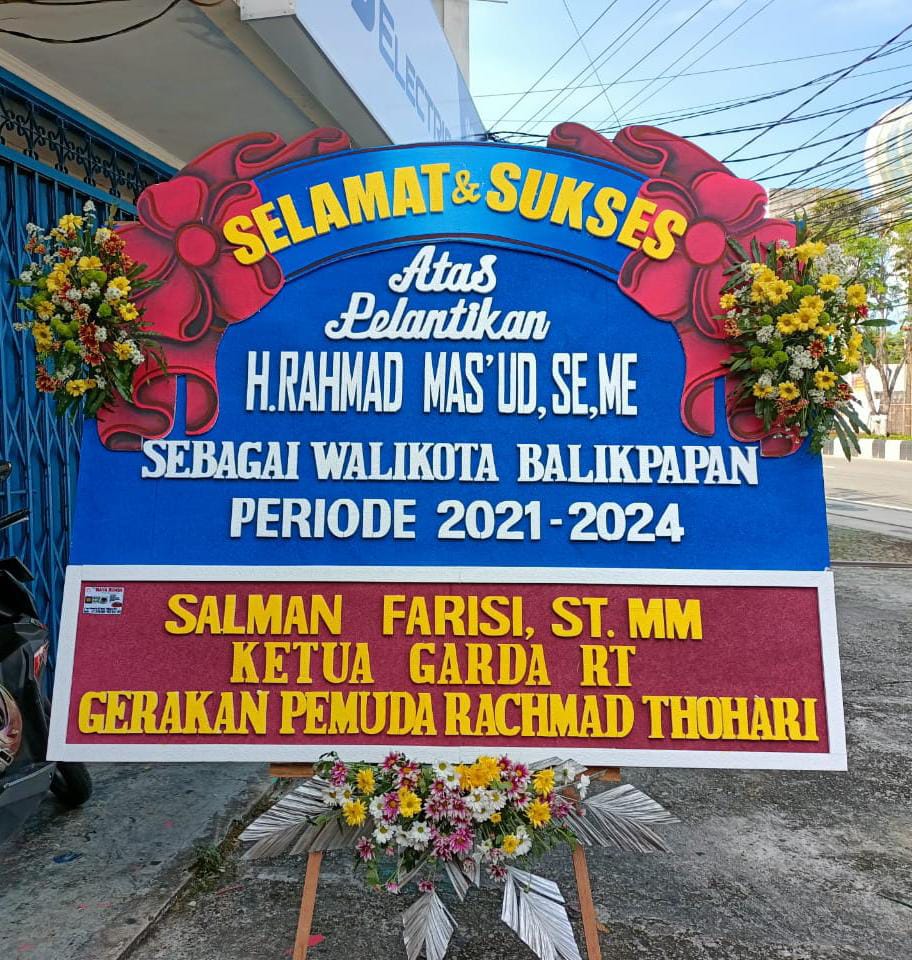 ELECTRIC
SELAMAT & SUKSES
Atas
Pelantikan
H.RAHMAD MAS'UD, SE, ME
SEBAGAI WALIKOTA BALIKPAPAN
PERIODE 2021-2024
SALMAN FARISI, ST. MM
KETUA GARDA RT
GERAKAN PEMUDA RACHMAD THOHARI